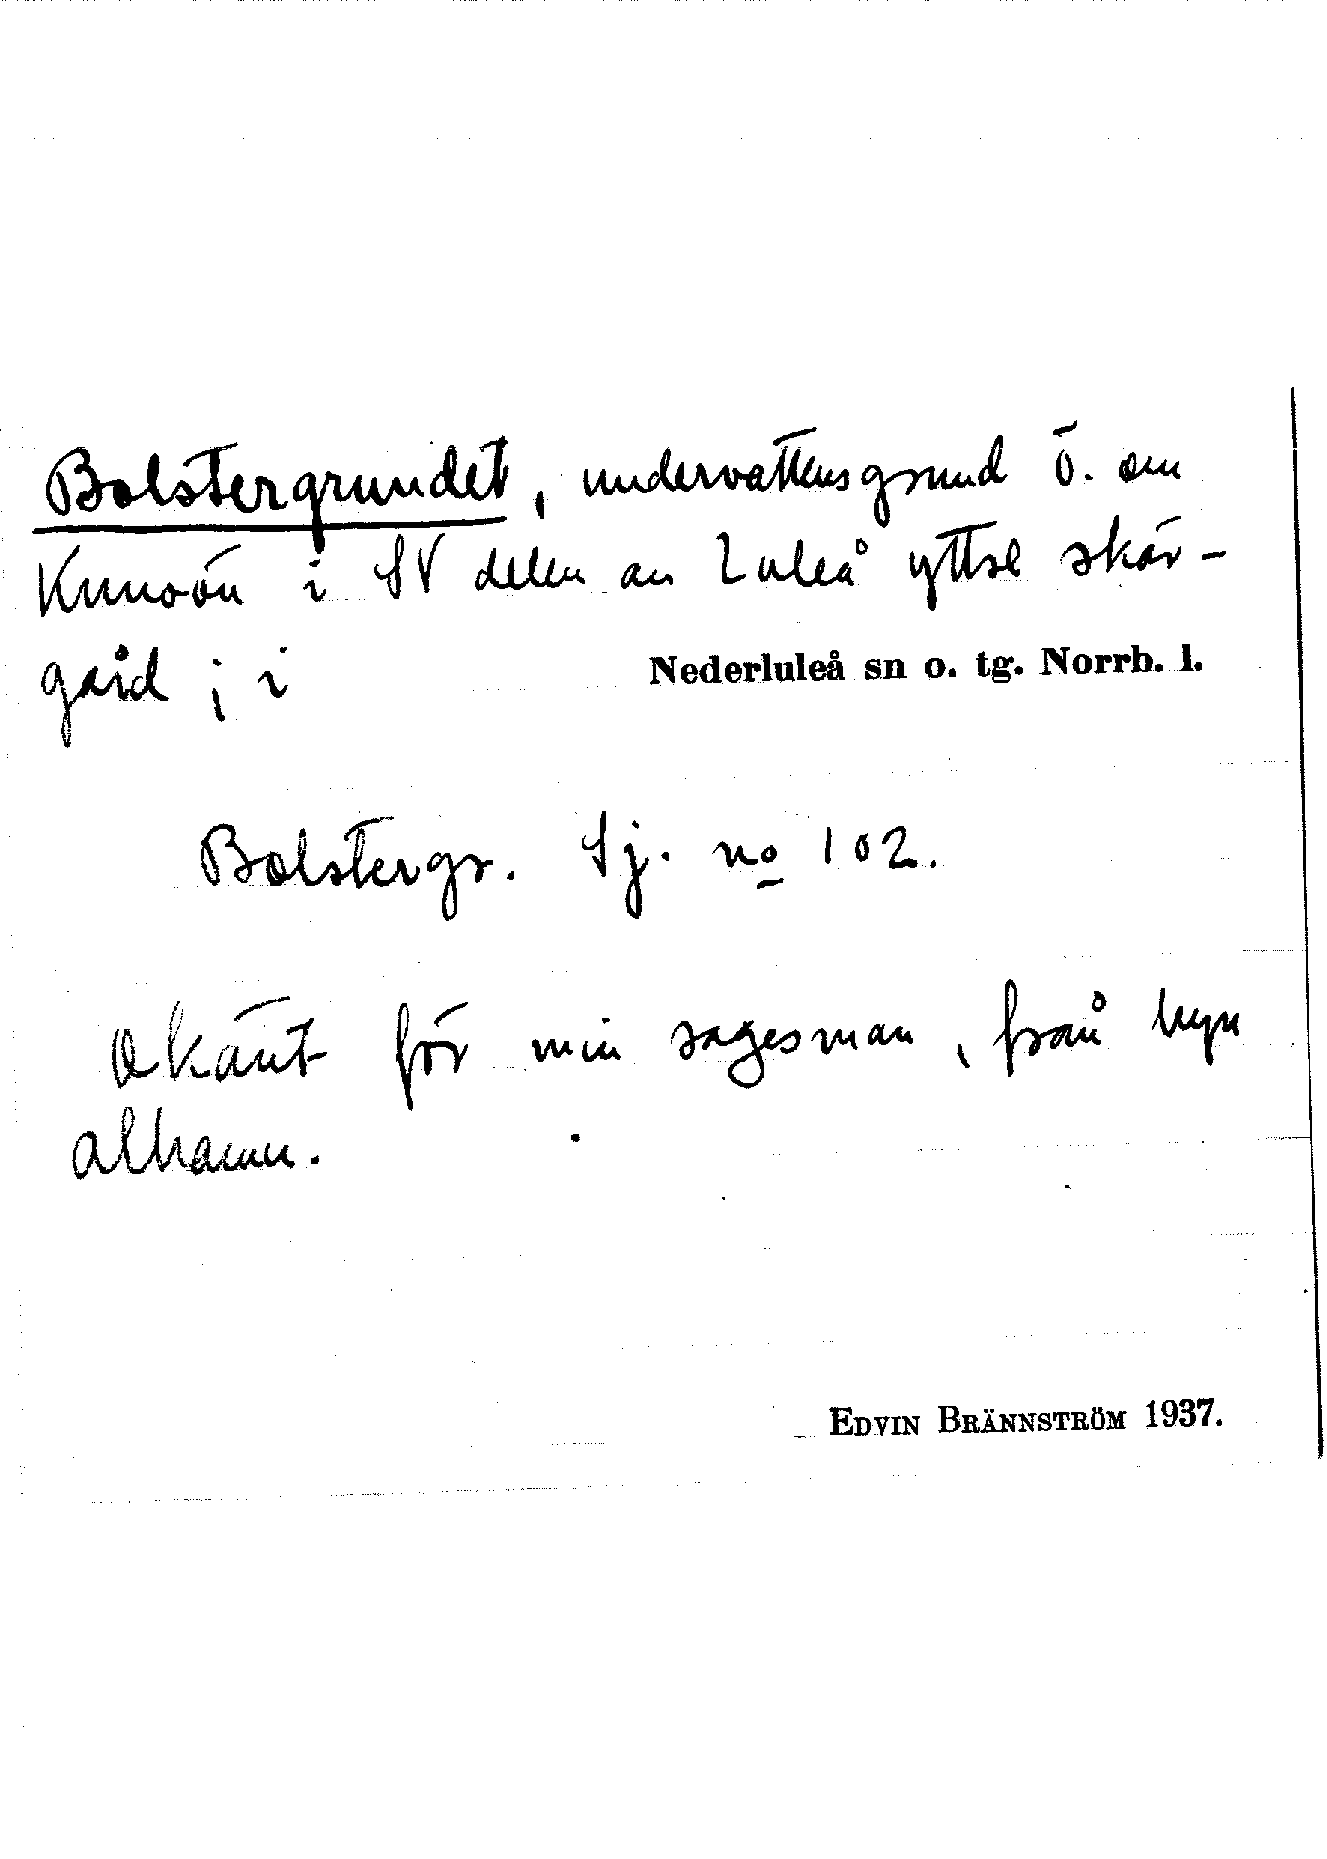 Bolstergrundet, undervattensgrund ö. om
Kunoön i SV delen av Luleå yttre skär-
gård; i Nederluleå sn o. tg. Norrb. l.
Bolstergr. Sj. no 102.
Okänt för min sagesman, från byn
Alhamn.
EDVIN BRÄNNSTRÖM 1937.